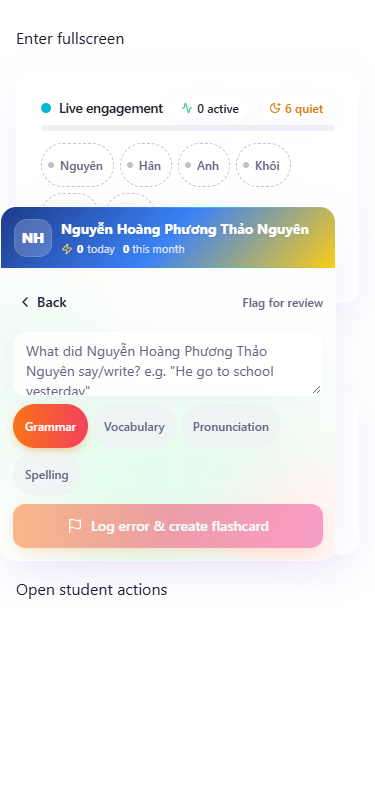 Enter fullscreen
Live engagement
0 active
6 quiet
Nguyên
Hân
Anh
Khôi
NH
Nguyễn Hoàng Phương Thảo Nguyên
0 today 0 this month
Back
Flag for review
What did Nguyễn Hoàng Phương Thảo
Nguyên say/write? e.g. "He go to school
yesterday"
Grammar
Vocabulary
Pronunciation
Spelling
Log error & create flashcard
Open student actions